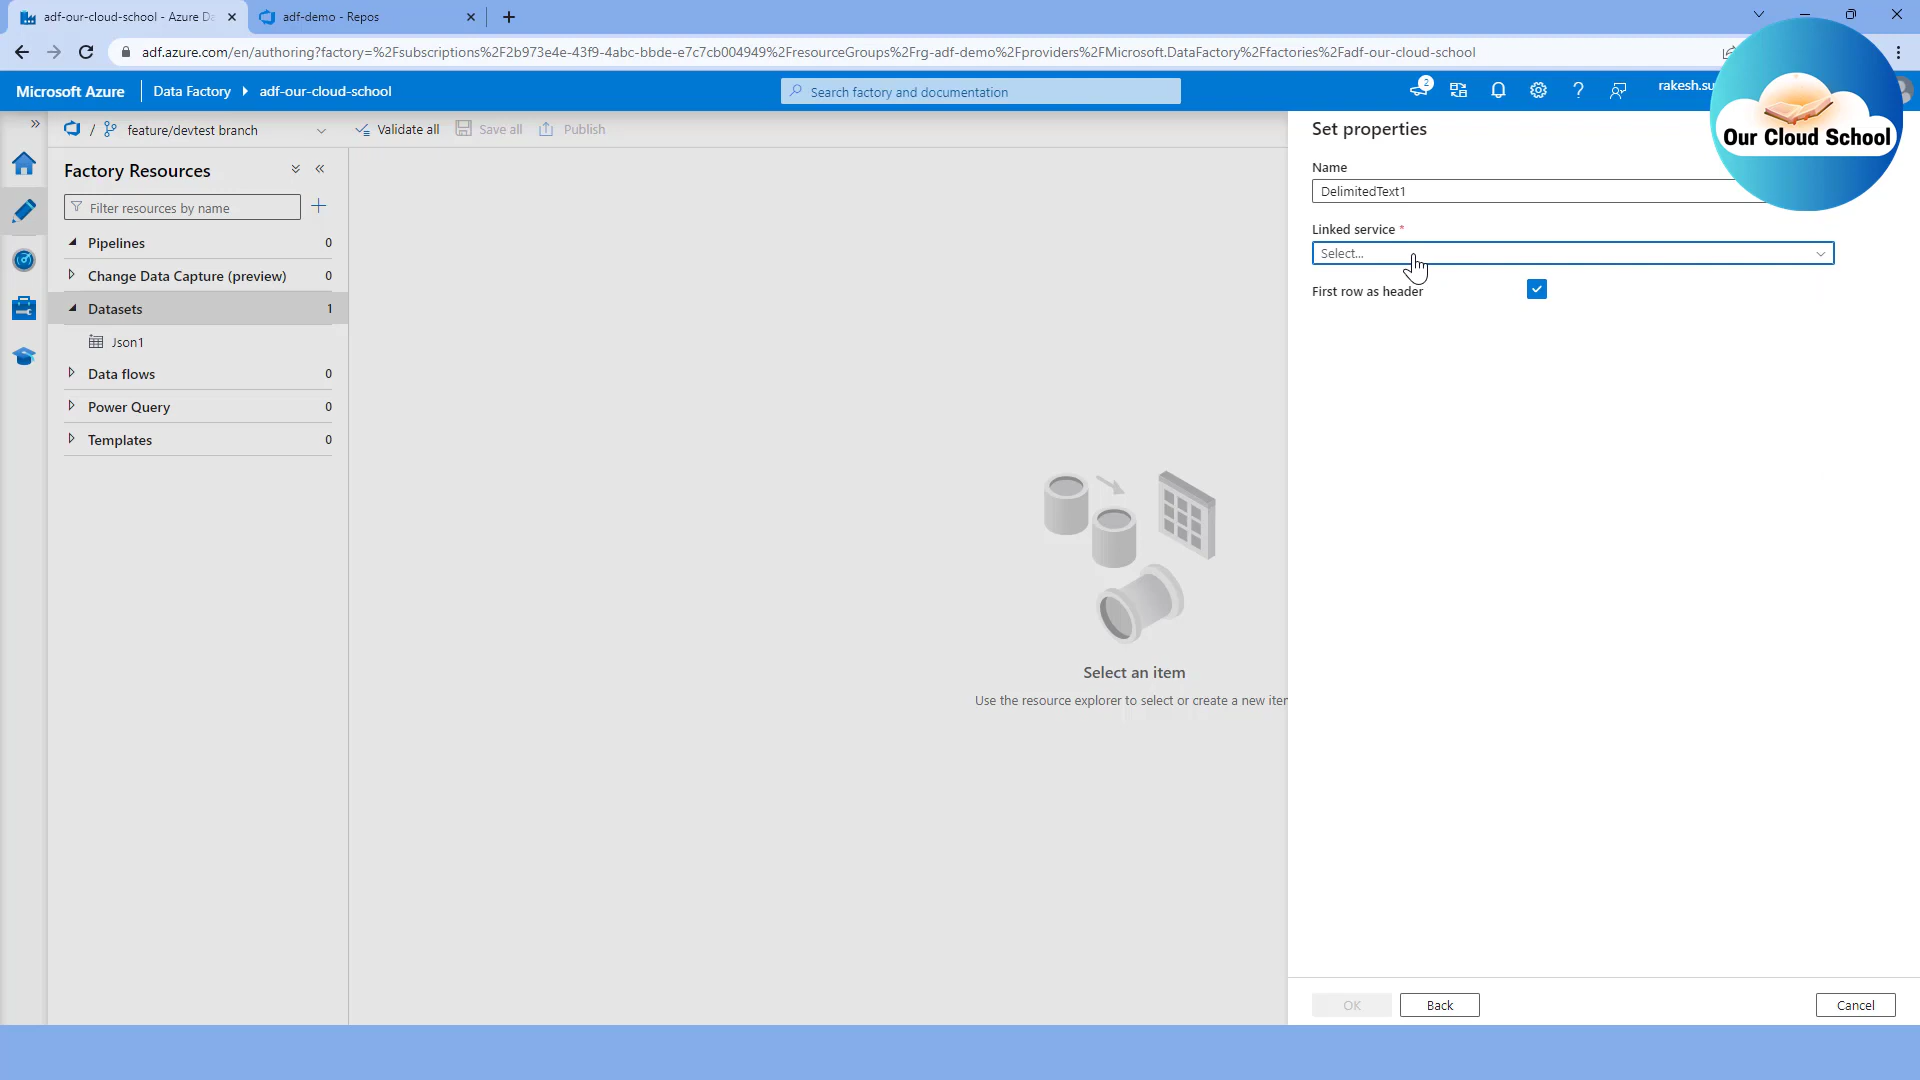 adf-our-cloud-school - Azure Da
adf-demo - Repos
adf.azure.com/en/authoring?factory=%2Fsubscriptions%2F2b973e4e-43f9-4abc-bbde-e7c7cb004949%2FresourceGroups%2Frg-adf-demo%2Fproviders%2FMicrosoft.DataFactory%2Ffactories%2Fadf-our-cloud-school
Microsoft Azure
Data Factory
adf-our-cloud-school
Search factory and documentation
2
rakesh.su
Our Cloud School
/ feature/devtest branch
Validate all
Save all
Publish
Factory Resources
Filter resources by name
Pipelines 0
Change Data Capture (preview) 0
Datasets 1
Json1
Data flows 0
Power Query 0
Templates 0
Select an item
Use the resource explorer to select or create a new iter
Set properties
Name
DelimitedText1
Linked service *
Select...
First row as header
OK
Back
Cancel